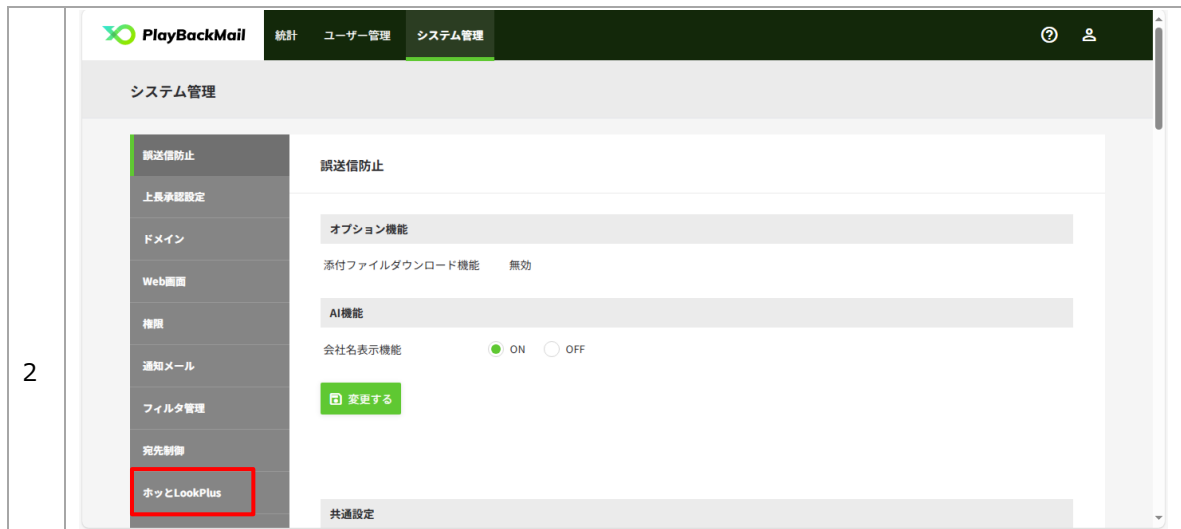 PlayBackMail 統計 ユーザー管理 システム管理
システム管理
誤送信防止
上長承認設定
ドメイン
Web画面
権限
通知メール
フィルタ管理
宛先制御
ホッとLookPlus
誤送信防止
オプション機能
添付ファイルダウンロード機能 無効
AI機能
会社名表示機能 ON OFF
変更する
共通設定
2